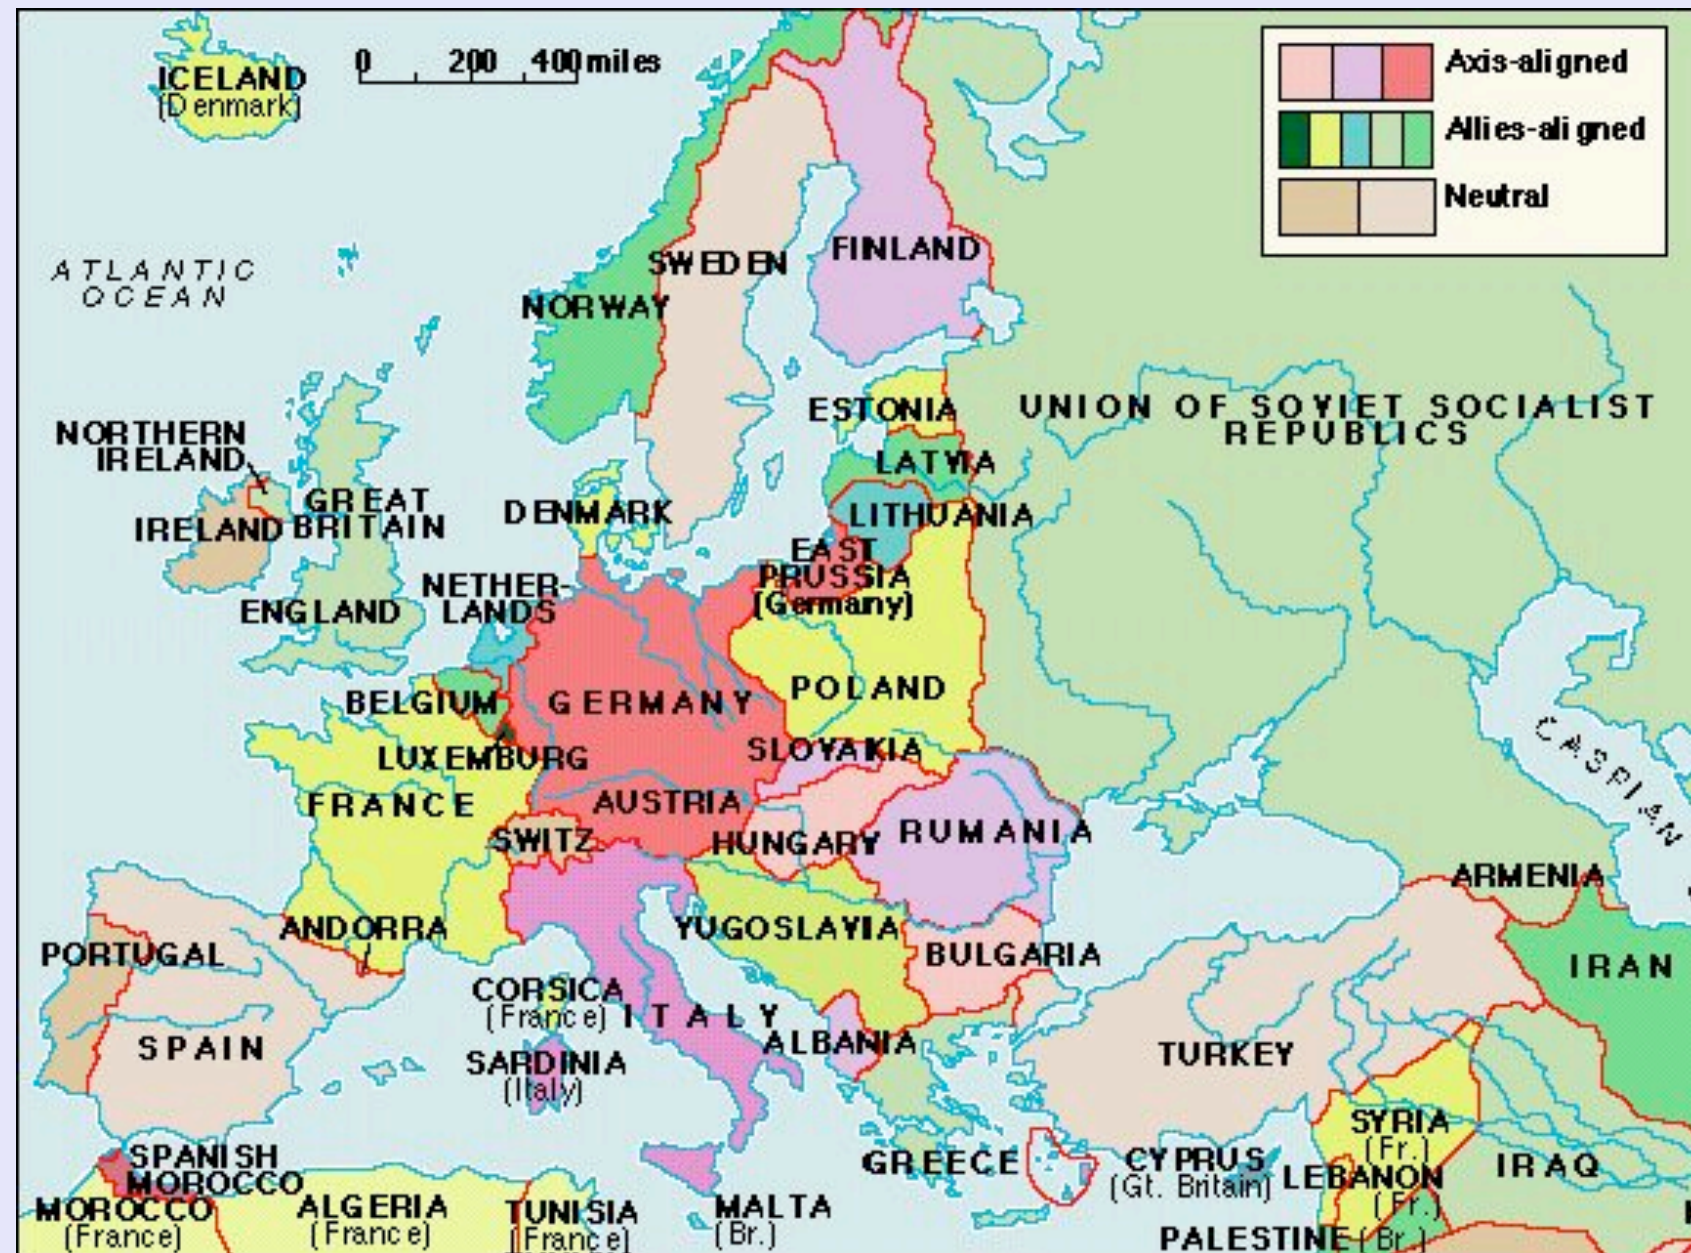 ICELAND
(Denmark)
0 200 400 miles
Axis-aligned
Allies-aligned
Neutral
ATLANTIC
OCEAN
SWEDEN
FINLAND
NORWAY
ESTONIA
UNION OF SOVIET SOCIALIST
REPUBLICS
NORTHERN
IRELAND
LATVIA
GREAT
BRITAIN
IRELAND
DENMARK
LITHUANIA
EAST
PRUSSIA
(Germany)
NETHER-
LANDS
ENGLAND
POLAND
BELGIUM
GERMANY
LUXEMBURG
SLOVAKIA
CASPIAN
FRANCE
AUSTRIA
SWITZ.
HUNGARY
RUMANIA
ARMENIA
ANDORRA
PORTUGAL
YUGOSLAVIA
BULGARIA
IRAN
CORSICA
(France)
ITALY
SPAIN
ALBANIA
TURKEY
SARDINIA
(Italy)
SYRIA
(Fr.)
SPANISH
MOROCCO
GREECE
CYPRUS
(Gt. Britain)
LEBANON
(Fr.)
IRAQ
MOROCCO
(France)
ALGERIA
(France)
TUNISIA
(France)
MALTA
(Br.)
PALESTINE (Br.)